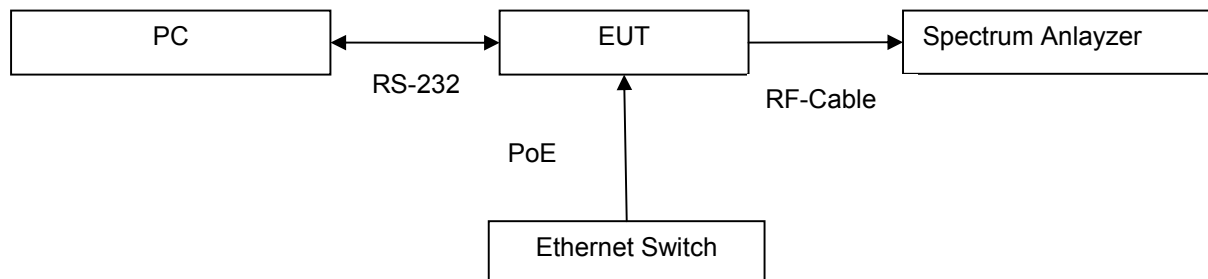 PC
EUT
Spectrum Anlayzer
RS-232
RF-Cable
PoE
Ethernet Switch